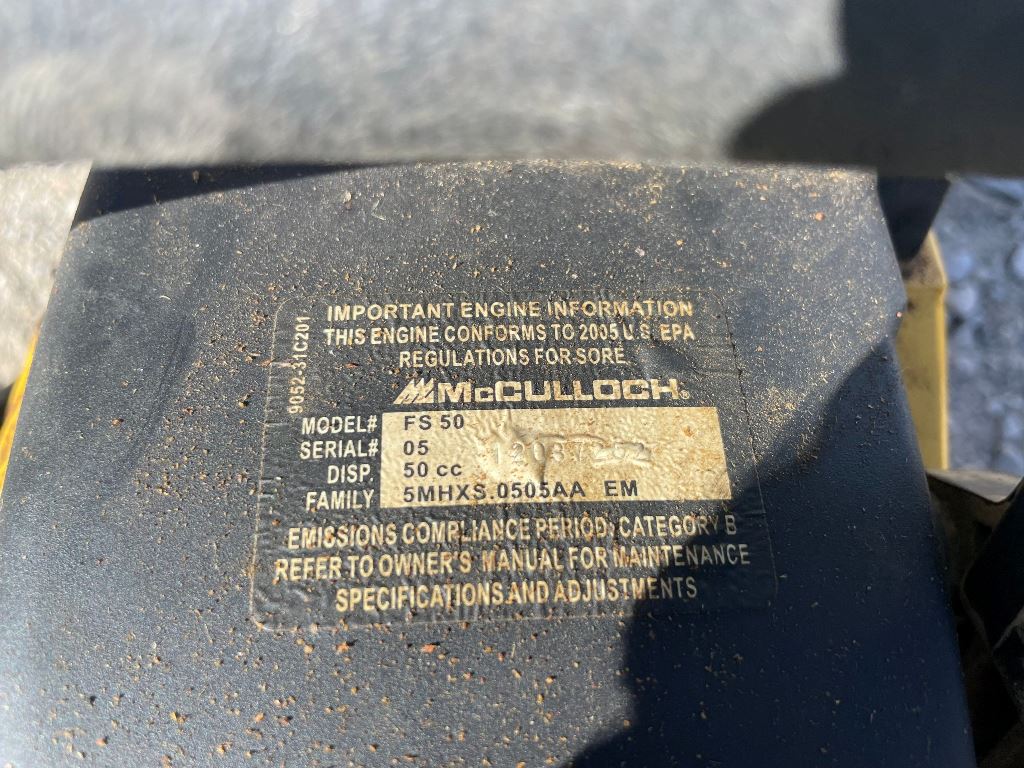 IMPORTANT ENGINE INFORMATION
THIS ENGINE CONFORMS TO 2005 U.S. EPA
REGULATIONS FOR SORE.
9052-31C201
McCULLOCH®
MODEL# FS 50
SERIAL# 05
DISP. 50 cc
FAMILY 5MHXS.0505AA EM
EMISSIONS COMPLIANCE PERIOD: CATEGORY B
REFER TO OWNER'S MANUAL FOR MAINTENANCE
SPECIFICATIONS AND ADJUSTMENTS